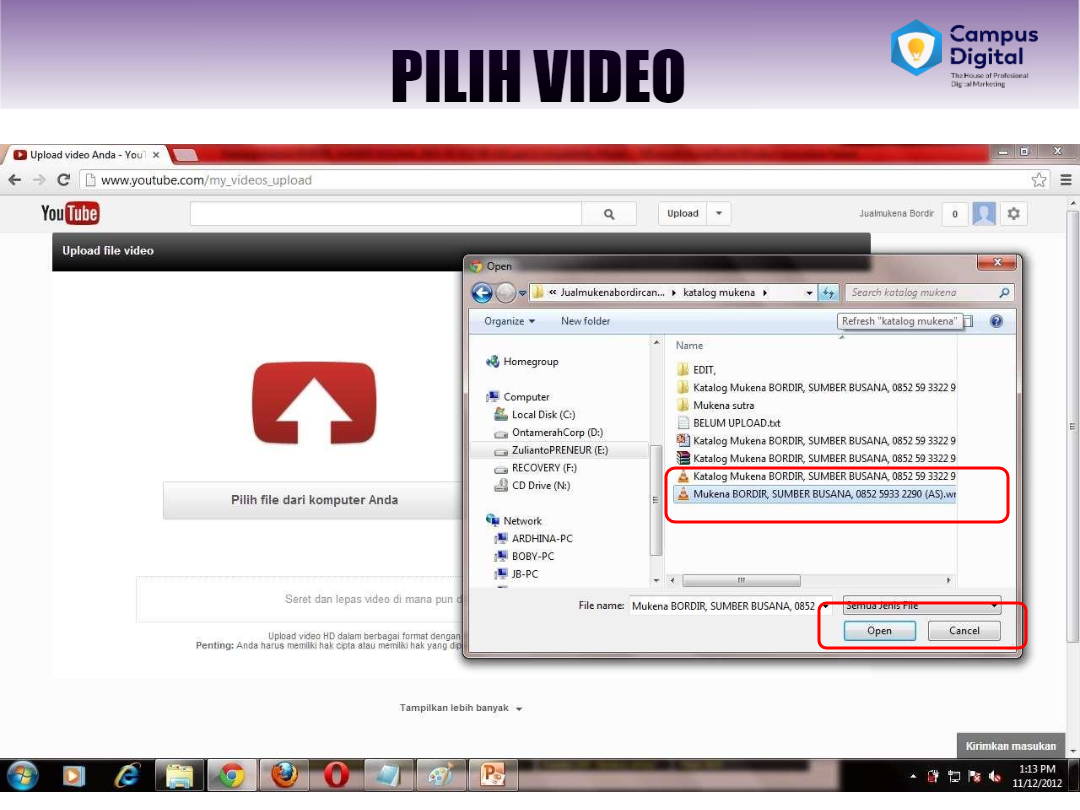 PILIH VIDEO
Campus
Digital
The House of Profesional
Digital Marketing
Upload video Anda - YouT
www.youtube.com/my_videos_upload
YouTube
Upload
Jualmukena Bordir
0
Upload file video
Open
« Jualmukenabordircan...
katalog mukena
Search katalog mukena
Organize
New folder
Refresh "katalog mukena"
Homegroup
Computer
Local Disk (C:)
OntamerahCorp (D:)
ZuliantoPRENEUR (E:)
RECOVERY (F:)
CD Drive (N:)
Network
ARDHINA-PC
BOBY-PC
JB-PC
Name
EDIT,
Katalog Mukena BORDIR, SUMBER BUSANA, 0852 59 3322 9
Mukena sutra
BELUM UPLOAD.txt
Katalog Mukena BORDIR, SUMBER BUSANA, 0852 59 3322 9
Katalog Mukena BORDIR, SUMBER BUSANA, 0852 59 3322 9
Katalog Mukena BORDIR, SUMBER BUSANA, 0852 59 3322 9
Mukena BORDIR, SUMBER BUSANA, 0852 5933 2290 (AS).wr
File name:
Mukena BORDIR, SUMBER BUSANA, 0852
Semua Jenis File
Open
Cancel
Pilih file dari komputer Anda
Seret dan lepas video di mana pun d
Upload video HD dalam berbagai format dengan
Penting: Anda harus memiliki hak cipta atau memiliki hak yang dip
Tampilkan lebih banyak
Kirimkan masukan
1:13 PM
11/12/2012